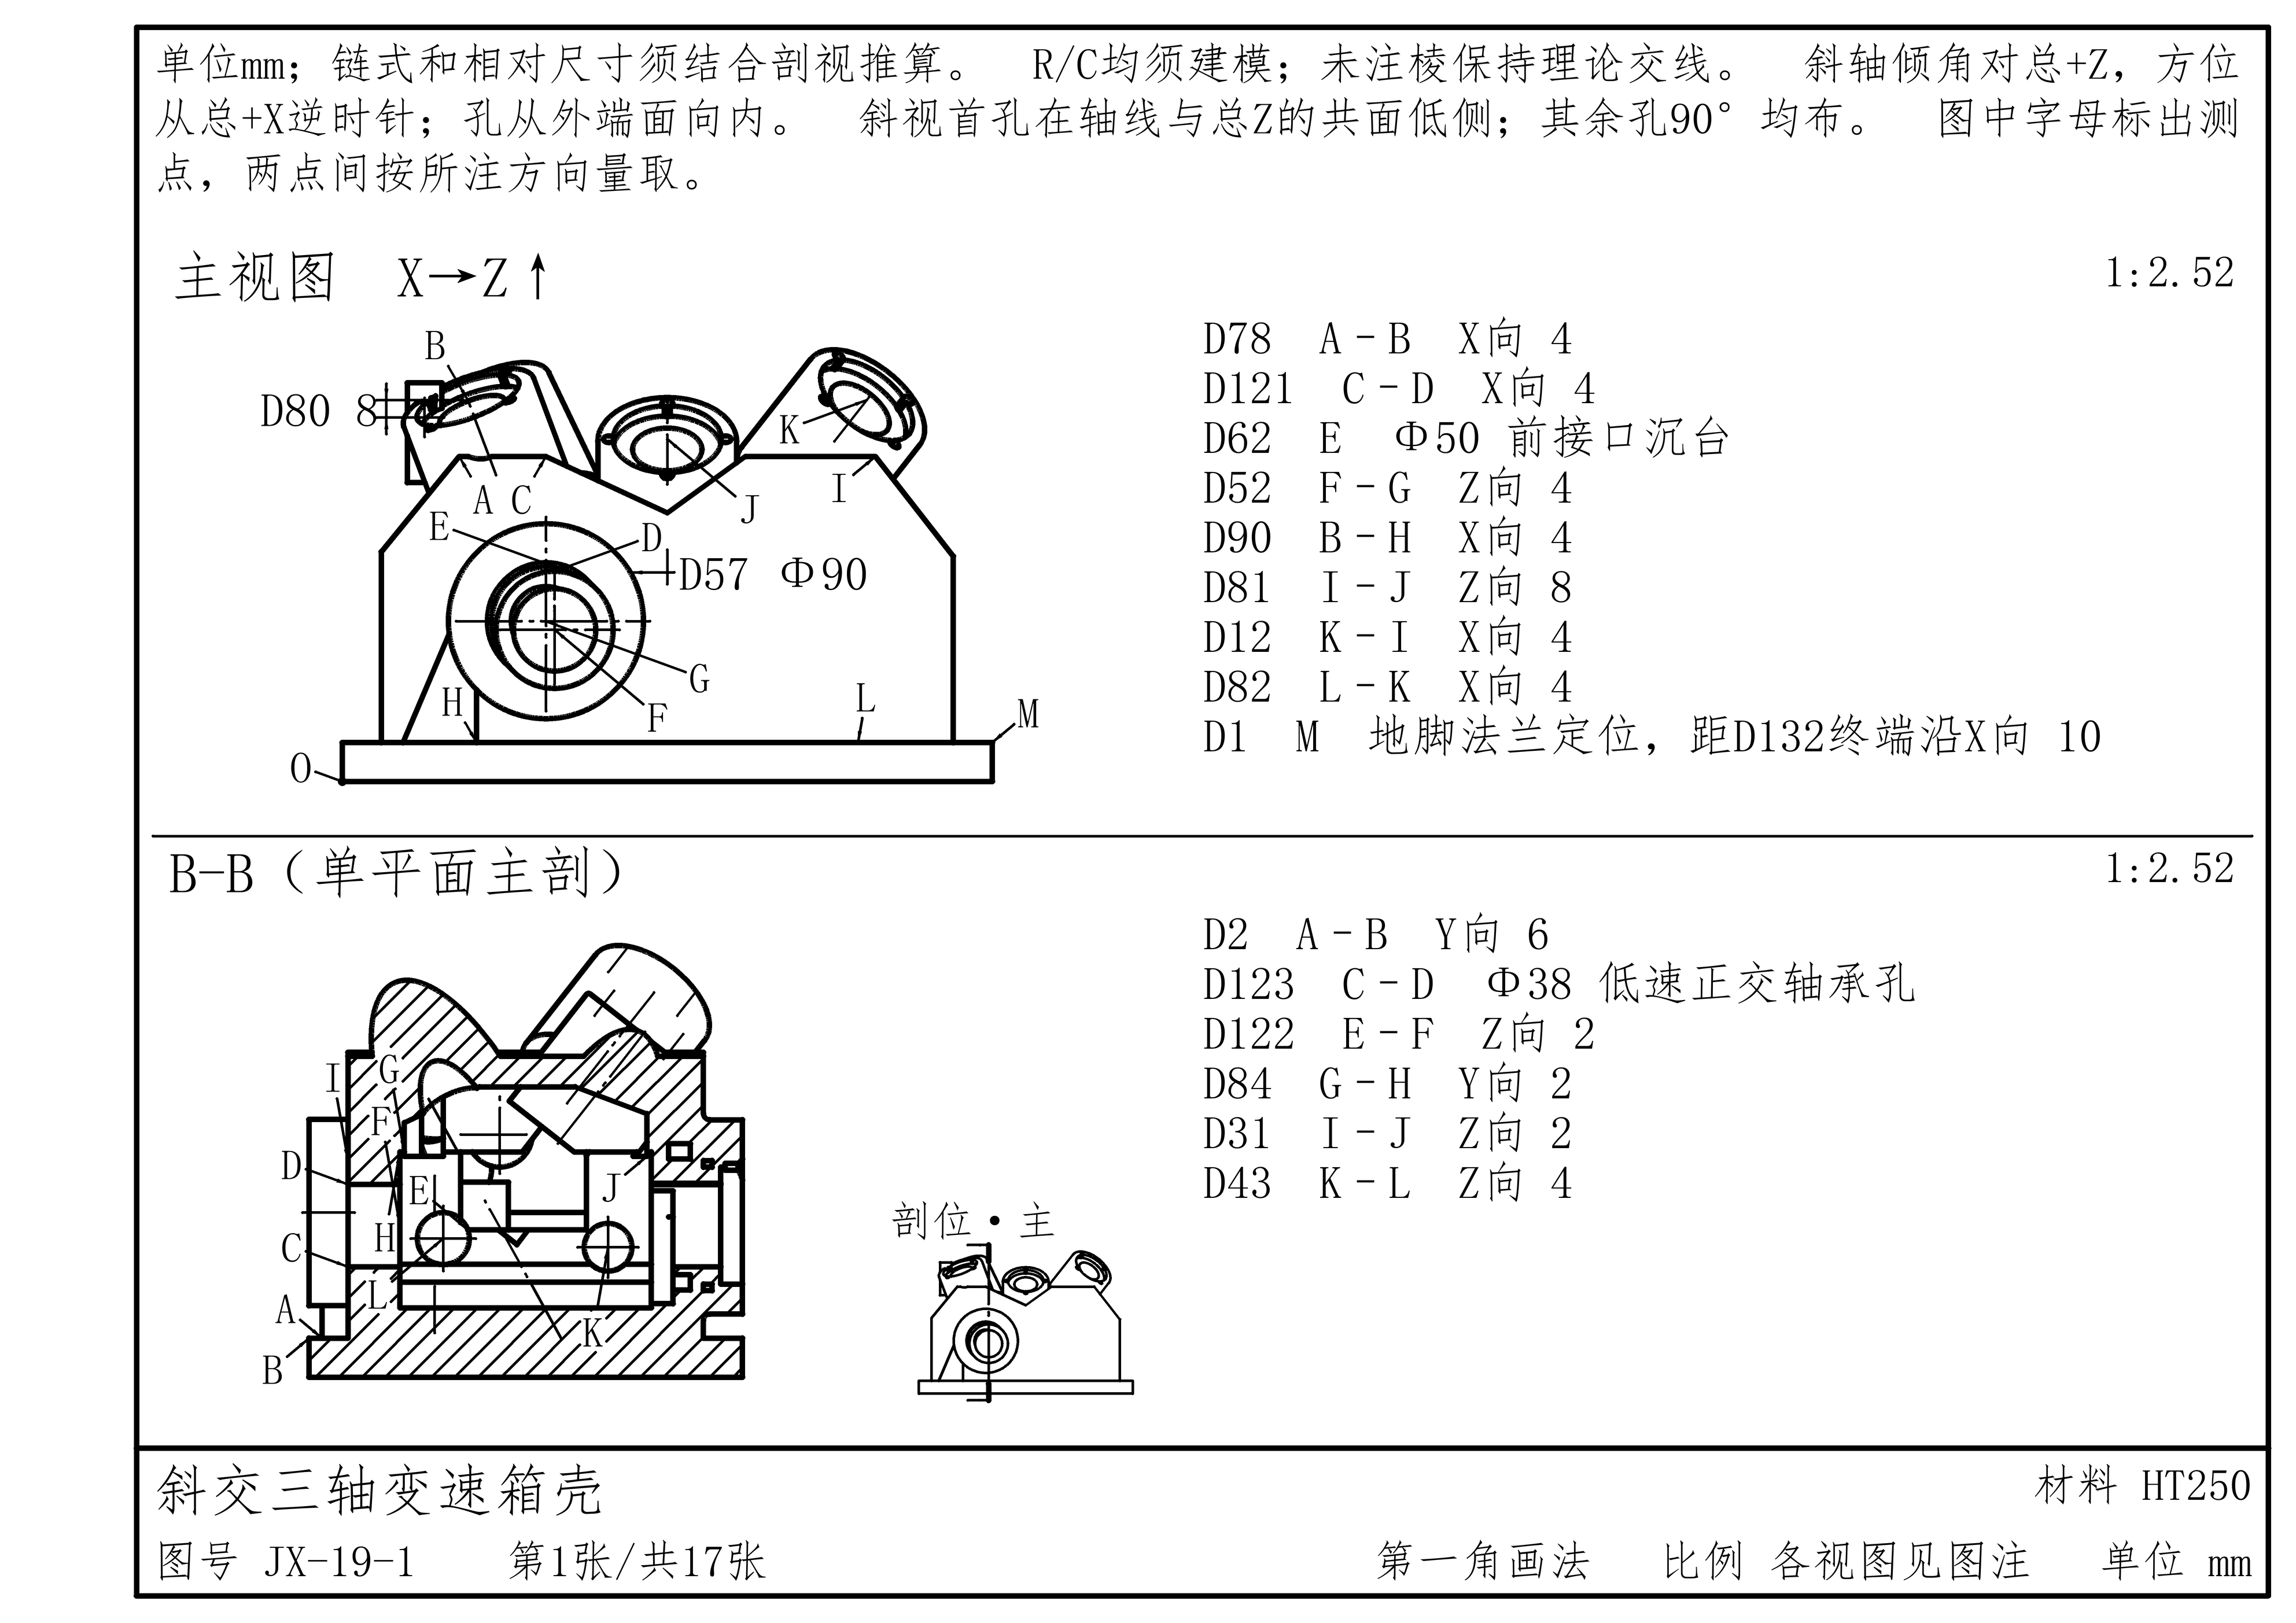 单位mm；链式和相对尺寸须结合剖视推算。 R/C均须建模；未注棱保持理论交线。 斜轴倾角对总+Z，方位
从总+X逆时针；孔从外端面向内。 斜视首孔在轴线与总Z的共面低侧；其余孔90°均布。 图中字母标出测
点，两点间按所注方向量取。
主视图 X→Z↑
1:2.52
B
D80 8
A
C
E
D
K
I
J
D57 Φ90
G
F
H
L
M
O
D78 A-B X向 4
D121 C-D X向 4
D62 E Φ50 前接口沉台
D52 F-G Z向 4
D90 B-H X向 4
D81 I-J Z向 8
D12 K-I X向 4
D82 L-K X向 4
D1 M 地脚法兰定位，距D132终端沿X向 10
B-B（单平面主剖）
1:2.52
I
G
F
D
E
J
H
C
L
A
K
B
剖位·主
D2 A-B Y向 6
D123 C-D Φ38 低速正交轴承孔
D122 E-F Z向 2
D84 G-H Y向 2
D31 I-J Z向 2
D43 K-L Z向 4
斜交三轴变速箱壳
材料 HT250
图号 JX-19-1 第1张/共17张
第一角画法 比例 各视图见图注 单位 mm